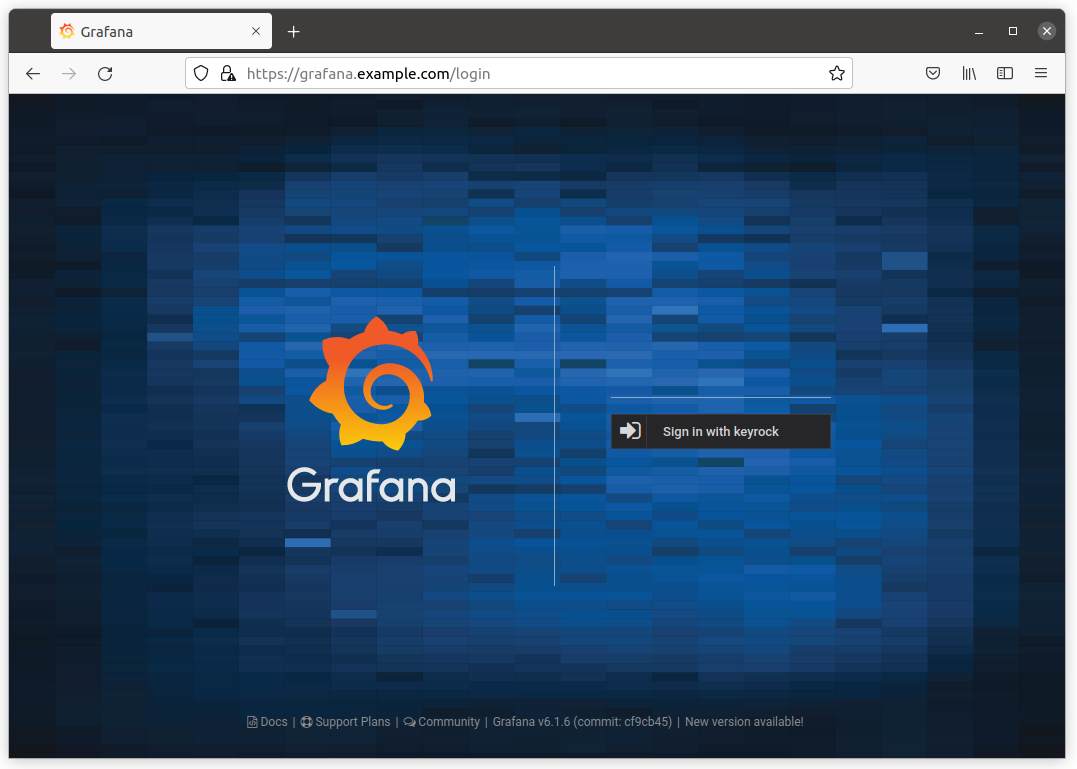 Grafana
https://grafana.example.com/login
Grafana
Sign in with keyrock
Docs | Support Plans | Community | Grafana v6.1.6 (commit: cf9cb45) | New version available!